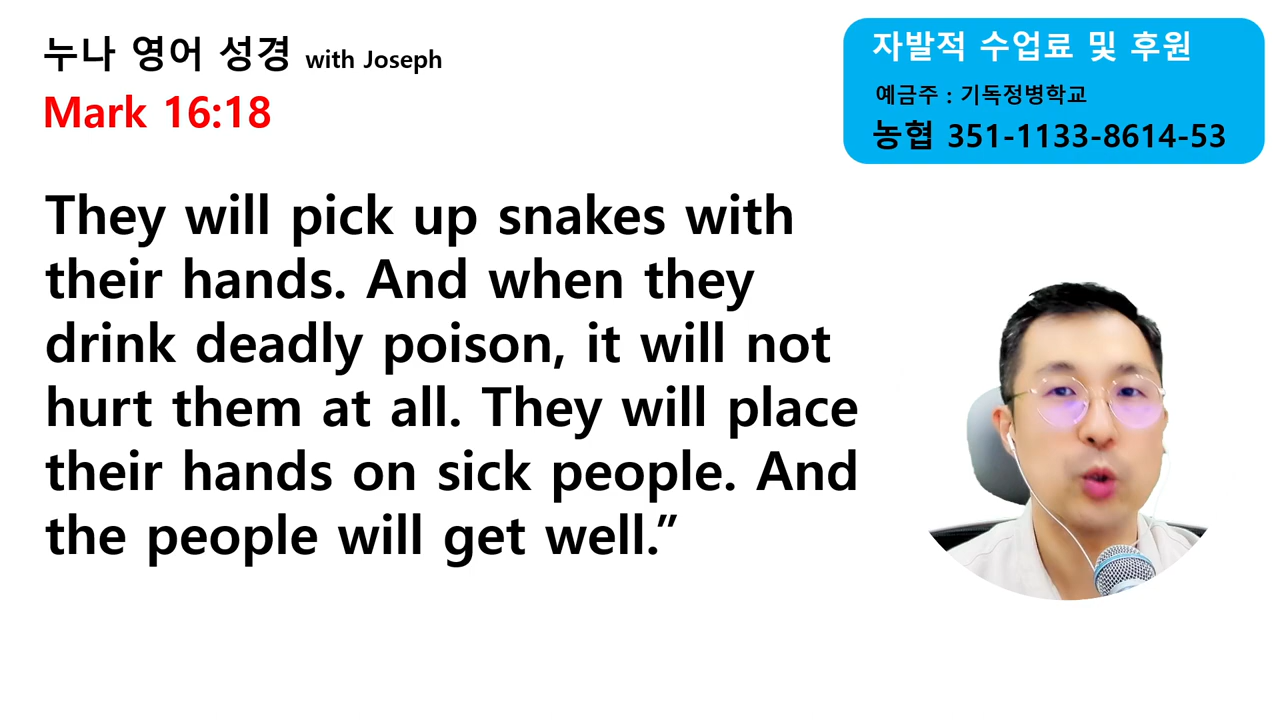 누나 영어 성경 with Joseph
Mark 16:18
자발적 수업료 및 후원
예금주 : 기독정병학교
농협 351-1133-8614-53
They will pick up snakes with
their hands. And when they
drink deadly poison, it will not
hurt them at all. They will place
their hands on sick people. And
the people will get well.”